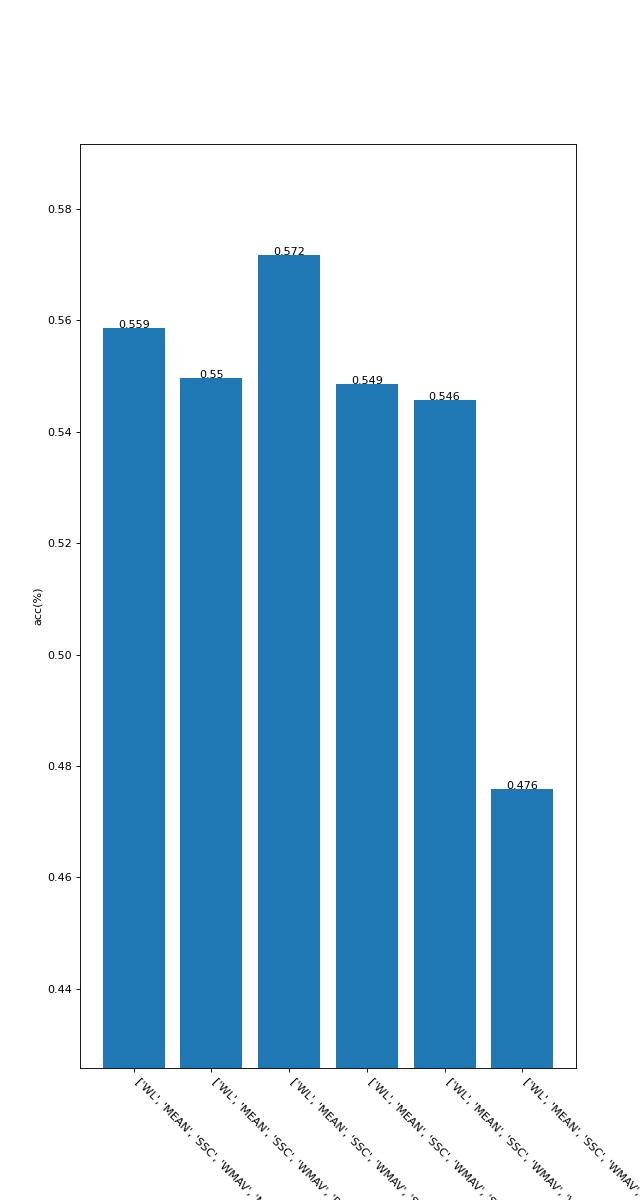 0.58
0.56
0.54
0.52
0.50
0.48
0.46
0.44
acc(%)
0.559
0.55
0.572
0.549
0.546
0.476
['WL', 'MEAN', 'SSC', 'WMAV',
['WL', 'MEAN', 'SSC', 'WMAV',
['WL', 'MEAN', 'SSC', 'WMAV',
['WL', 'MEAN', 'SSC', 'WMAV',
['WL', 'MEAN', 'SSC', 'WMAV',
['WL', 'MEAN', 'SSC', 'WMAV